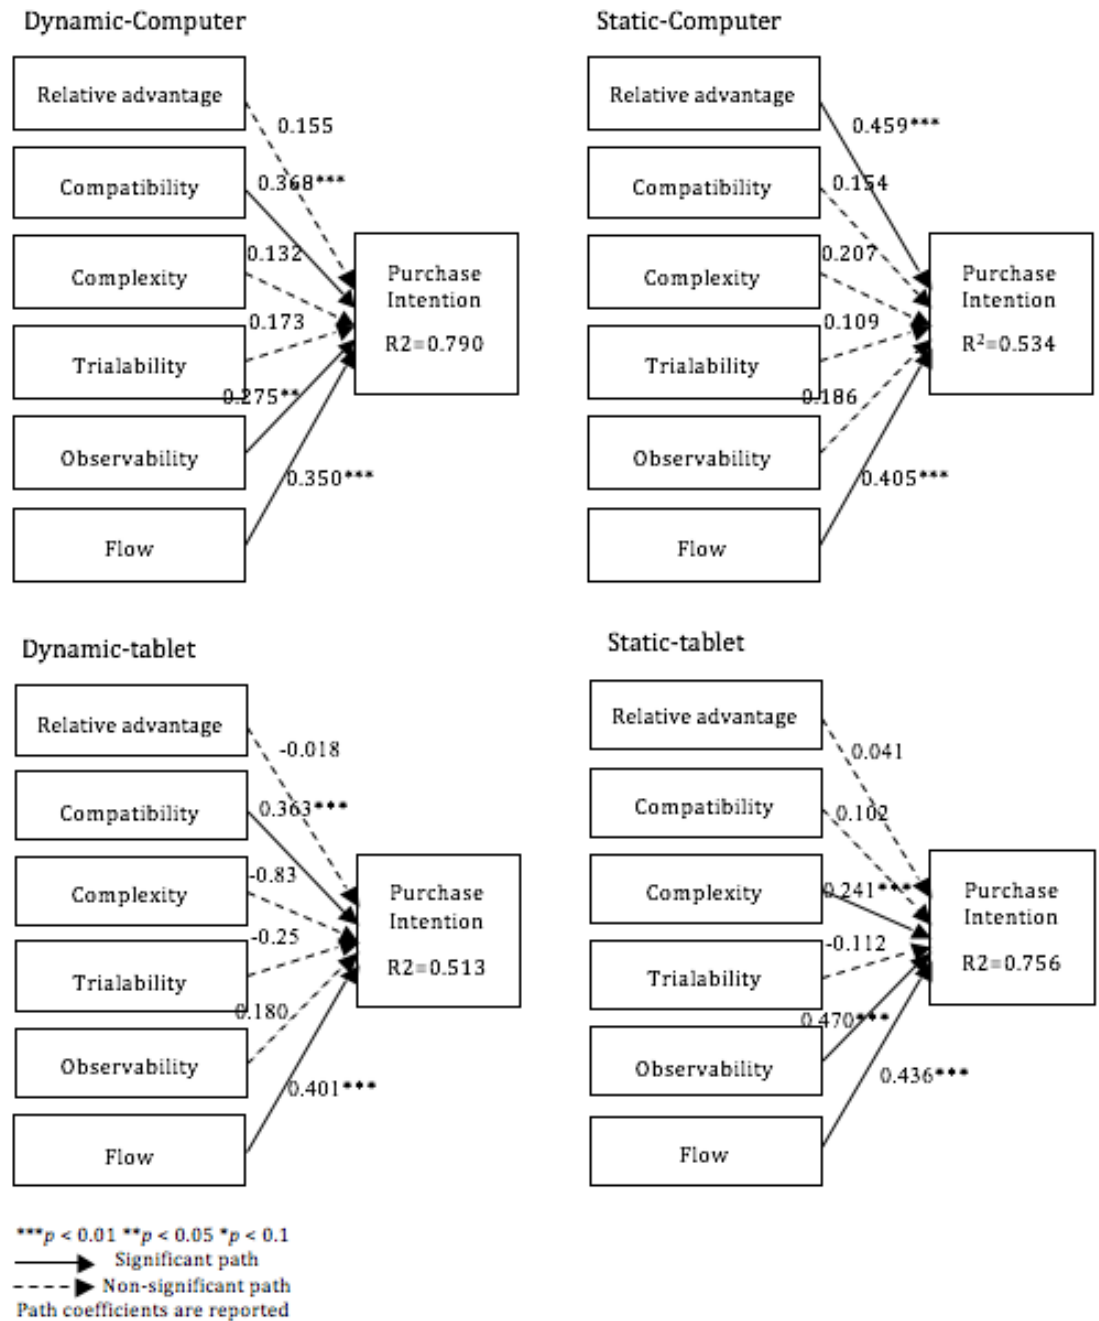 Dynamic-Computer
Relative advantage
0.155
Compatibility
0.368***
Complexity
0.132
Trialability
0.173
Observability
0.275**
Flow
0.350***
Purchase
Intention
R2=0.790
Static-Computer
Relative advantage
0.459***
Compatibility
0.154
Complexity
0.207
Trialability
0.109
Observability
0.186
Flow
0.405***
Purchase
Intention
R²=0.534
Dynamic-tablet
Relative advantage
-0.018
Compatibility
0.363***
Complexity
-0.83
Trialability
-0.25
Observability
0.180
Flow
0.401***
Purchase
Intention
R2=0.513
Static-tablet
Relative advantage
0.041
Compatibility
0.102
Complexity
0.241***
Trialability
-0.112
Observability
0.470***
Flow
0.436***
Purchase
Intention
R2=0.756
***p < 0.01 **p < 0.05 *p < 0.1
Significant path
Non-significant path
Path coefficients are reported